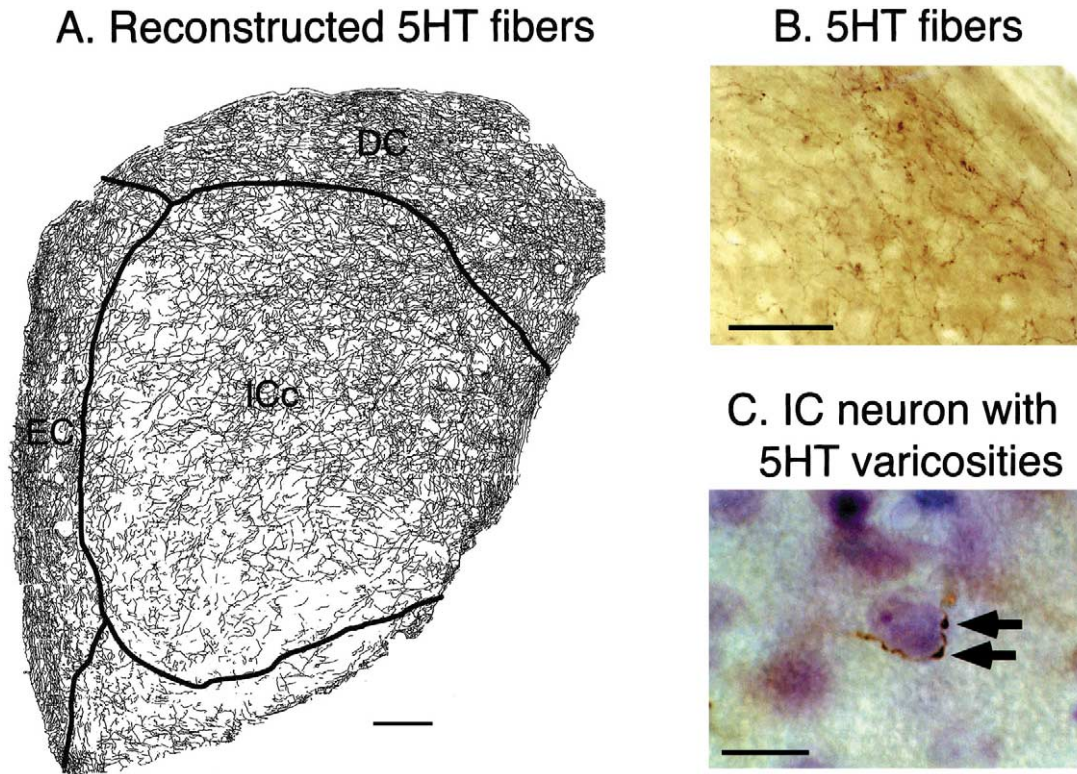 A. Reconstructed 5HT fibers
DC
ICc
EC
B. 5HT fibers
C. IC neuron with
5HT varicosities